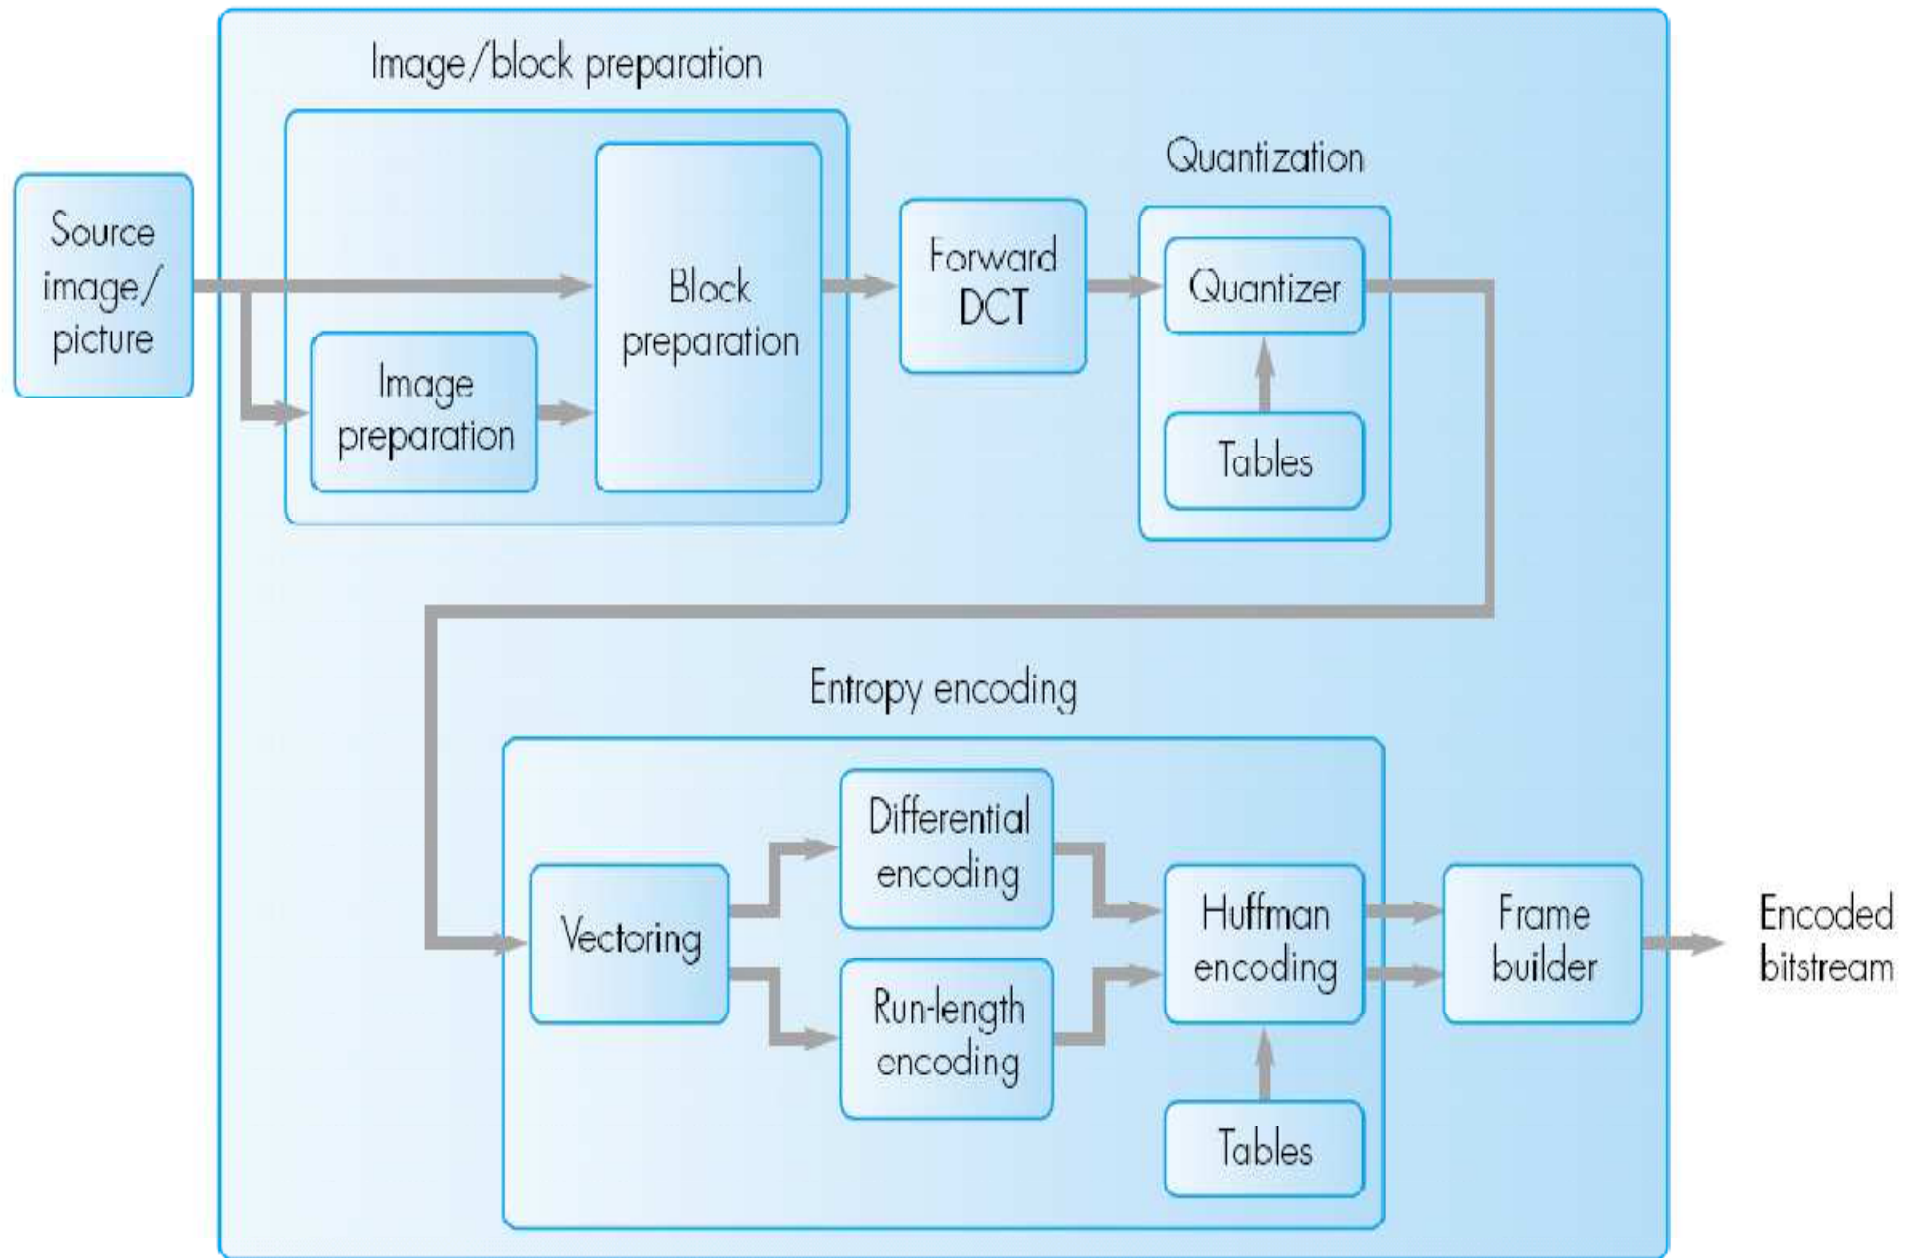 Image/block preparation
Source
image/
picture
Image
preparation
Block
preparation
Forward
DCT
Quantization
Quantizer
Tables
Entropy encoding
Vectoring
Differential
encoding
Run-length
encoding
Huffman
encoding
Tables
Frame
builder
Encoded
bitstream